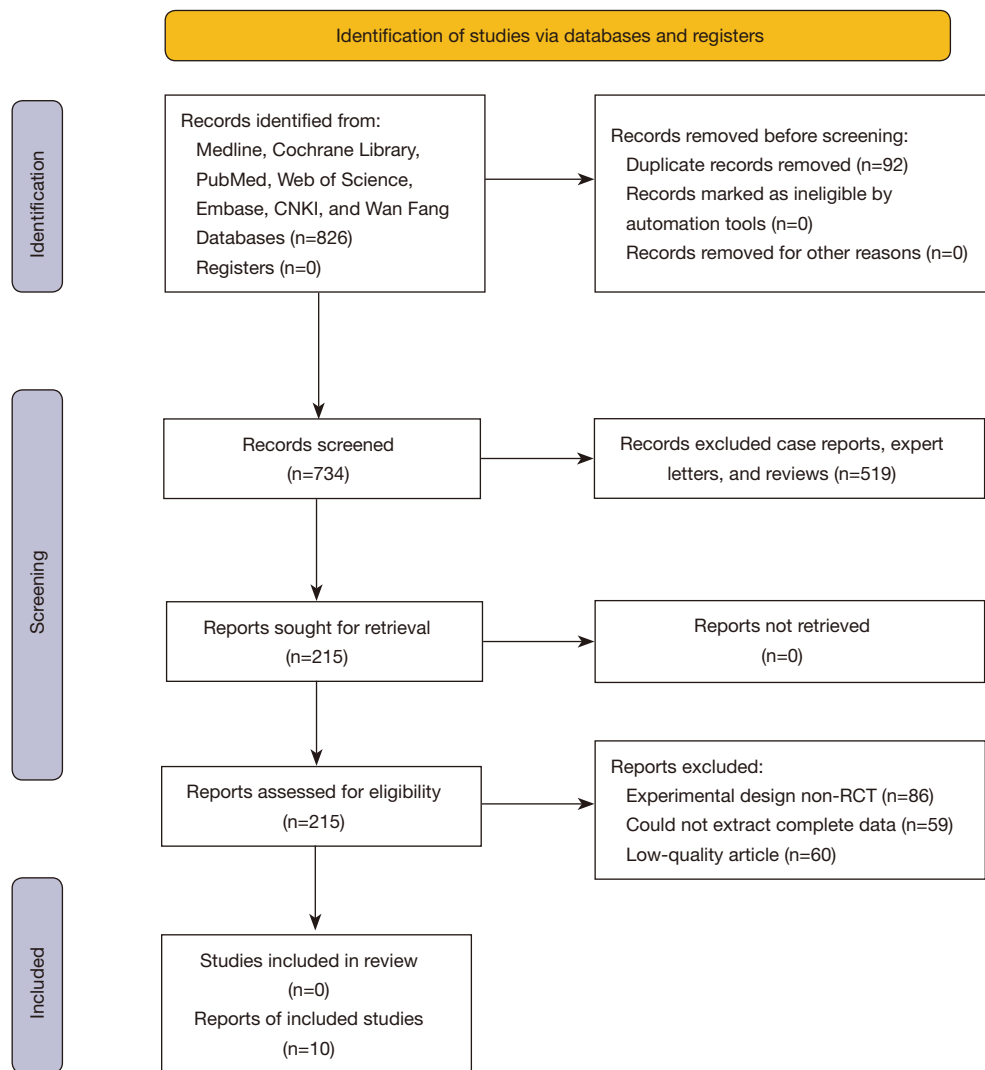 Identification of studies via databases and registers
Identification
Records identified from:
Medline, Cochrane Library,
PubMed, Web of Science,
Embase, CNKI, and Wan Fang
Databases (n=826)
Registers (n=0)
Records removed before screening:
Duplicate records removed (n=92)
Records marked as ineligible by
automation tools (n=0)
Records removed for other reasons (n=0)
Screening
Records screened
(n=734)
Records excluded case reports, expert
letters, and reviews (n=519)
Reports sought for retrieval
(n=215)
Reports not retrieved
(n=0)
Reports assessed for eligibility
(n=215)
Reports excluded:
Experimental design non-RCT (n=86)
Could not extract complete data (n=59)
Low-quality article (n=60)
Included
Studies included in review
(n=0)
Reports of included studies
(n=10)